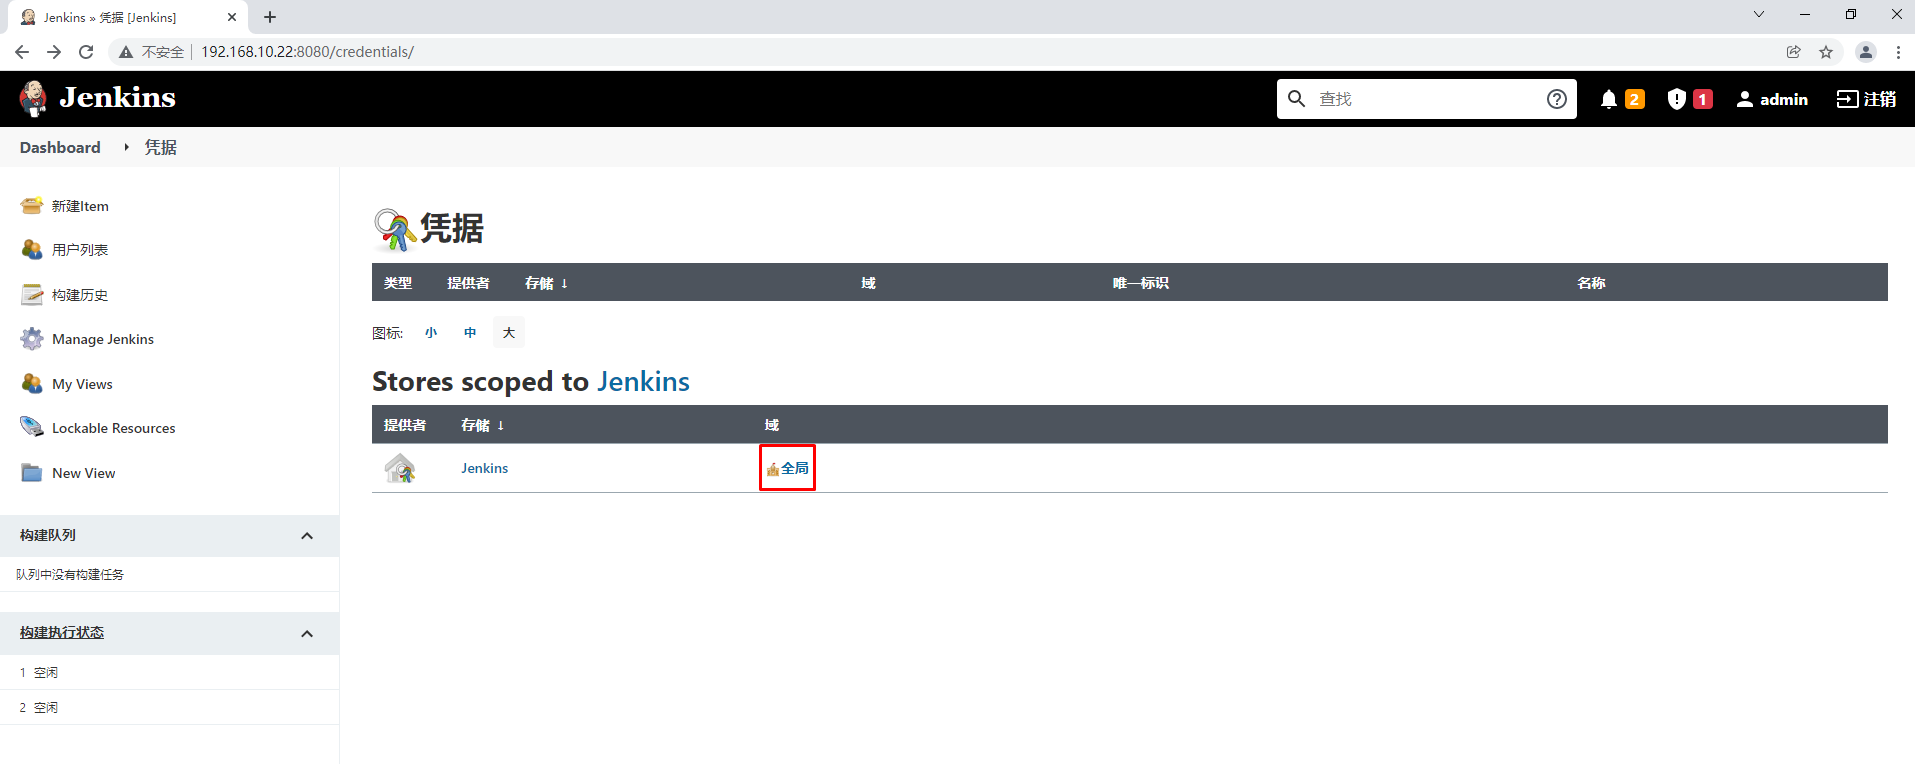 Jenkins » 凭据 [Jenkins]
不安全 192.168.10.22:8080/credentials/
Jenkins
查找
2
1
admin
注销
Dashboard 凭据
新建Item
用户列表
构建历史
Manage Jenkins
My Views
Lockable Resources
New View
构建队列
队列中没有构建任务
构建执行状态
1 空闲
2 空闲
凭据
类型 提供者 存储 ↓ 域 唯一标识 名称
图标: 小 中 大
Stores scoped to Jenkins
提供者 存储 ↓ 域
Jenkins 全局